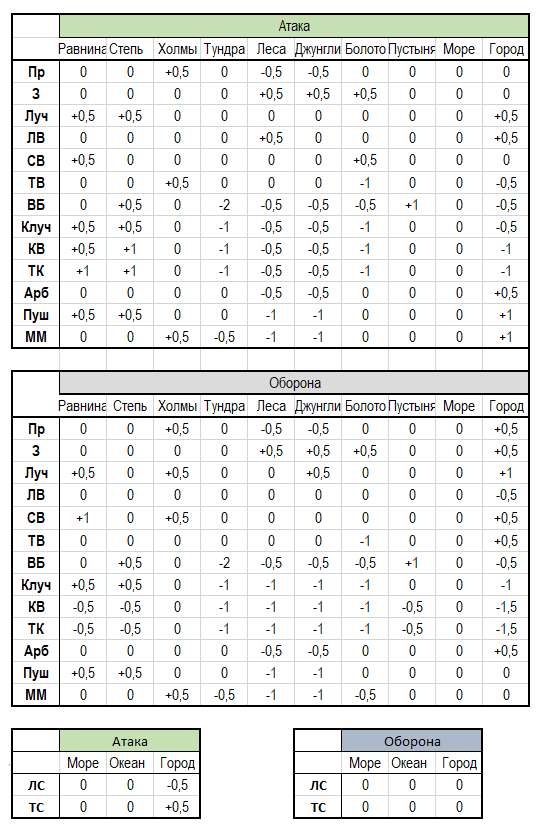 Атака
Равнина Степь Холмы Тундра Леса Джунгли Болото Пустыня Море Город
Пр 0 0 +0,5 0 -0,5 -0,5 0 0 0 0
З 0 0 0 0 +0,5 +0,5 +0,5 0 0 0
Луч +0,5 +0,5 0 0 0 0 0 0 0 +0,5
ЛВ 0 0 0 0 +0,5 0 0 0 0 +0,5
СВ +0,5 0 0 0 0 0 +0,5 0 0 0
ТВ 0 0 +0,5 0 0 0 -1 0 0 -0,5
ВБ 0 +0,5 0 -2 -0,5 -0,5 -0,5 +1 0 -0,5
Клуч +0,5 +0,5 0 -1 -0,5 -0,5 -1 0 0 -0,5
КВ +0,5 +1 0 -1 -0,5 -0,5 -1 0 0 -1
ТК +1 +1 0 -1 -0,5 -0,5 -1 0 0 -1
Арб 0 0 0 0 -0,5 -0,5 0 0 0 +0,5
Пуш +0,5 +0,5 0 0 -1 -1 0 0 0 +1
ММ 0 0 +0,5 -0,5 -1 -1 0 0 0 +1
Оборона
Равнина Степь Холмы Тундра Леса Джунгли Болото Пустыня Море Город
Пр 0 0 +0,5 0 -0,5 -0,5 0 0 0 +0,5
З 0 0 0 0 +0,5 +0,5 +0,5 0 0 +0,5
Луч +0,5 0 +0,5 0 0 +0,5 0 0 0 +1
ЛВ 0 0 0 0 0 0 0 0 0 -0,5
СВ +1 0 +0,5 0 0 0 0 0 0 +0,5
ТВ 0 0 0 0 0 0 -1 0 0 +0,5
ВБ 0 +0,5 0 -2 -0,5 -0,5 -0,5 +1 0 -0,5
Клуч +0,5 +0,5 0 -1 -1 -1 -1 0 0 -1
КВ -0,5 -0,5 0 -1 -1 -1 -1 -0,5 0 -1,5
ТК -0,5 -0,5 0 -1 -1 -1 -1 -0,5 0 -1,5
Арб 0 0 0 0 -0,5 -0,5 0 0 0 +0,5
Пуш +0,5 +0,5 0 0 -1 -1 0 0 0 0
ММ 0 0 +0,5 -0,5 -1 -1 -0,5 0 0 0
Атака
Море Океан Город
ЛС 0 0 -0,5
ТС 0 0 +0,5
Оборона
Море Океан Город
ЛС 0 0 0
ТС 0 0 0